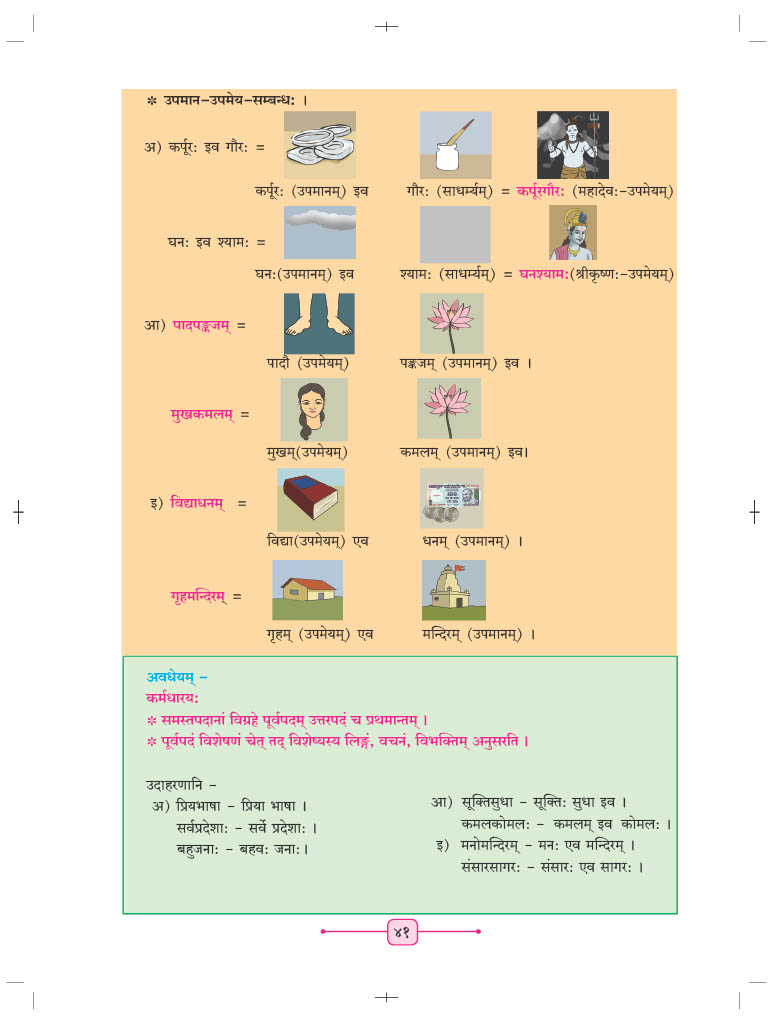 ❊ उपमान–उपमेय–सम्बन्धः ।
अ) कर्पूरः इव गौरः =
कर्पूरः (उपमानम्) इव गौरः (साधर्म्यम्) = कर्पूरगौरः (महादेवः–उपमेयम्)
घनः इव श्यामः =
घनः(उपमानम्) इव श्यामः (साधर्म्यम्) = घनश्यामः(श्रीकृष्णः–उपमेयम्)
आ) पादपङ्कजम् =
पादौ (उपमेयम्) पङ्कजम् (उपमानम्) इव ।
मुखकमलम् =
मुखम्(उपमेयम्) कमलम् (उपमानम्) इव।
इ) विद्याधनम् =
विद्या(उपमेयम्) एव धनम् (उपमानम्) ।
गृहमन्दिरम् =
गृहम् (उपमेयम्) एव मन्दिरम् (उपमानम्) ।
अवधेयम् –
कर्मधारयः
❊ समस्तपदानां विग्रहे पूर्वपदम् उत्तरपदं च प्रथमान्तम् ।
❊ पूर्वपदं विशेषणं चेत् तद् विशेष्यस्य लिङ्गं, वचनं, विभक्तिम् अनुसरति ।
उदाहरणानि –
अ) प्रियभाषा – प्रिया भाषा ।
सर्वप्रदेशाः – सर्वे प्रदेशाः ।
बहुजनाः – बहवः जनाः।
आ) सूक्तिसुधा – सूक्तिः सुधा इव ।
कमलकोमलः – कमलम् इव कोमलः ।
इ) मनोमन्दिरम् – मनः एव मन्दिरम् ।
संसारसागरः – संसारः एव सागरः ।
४१